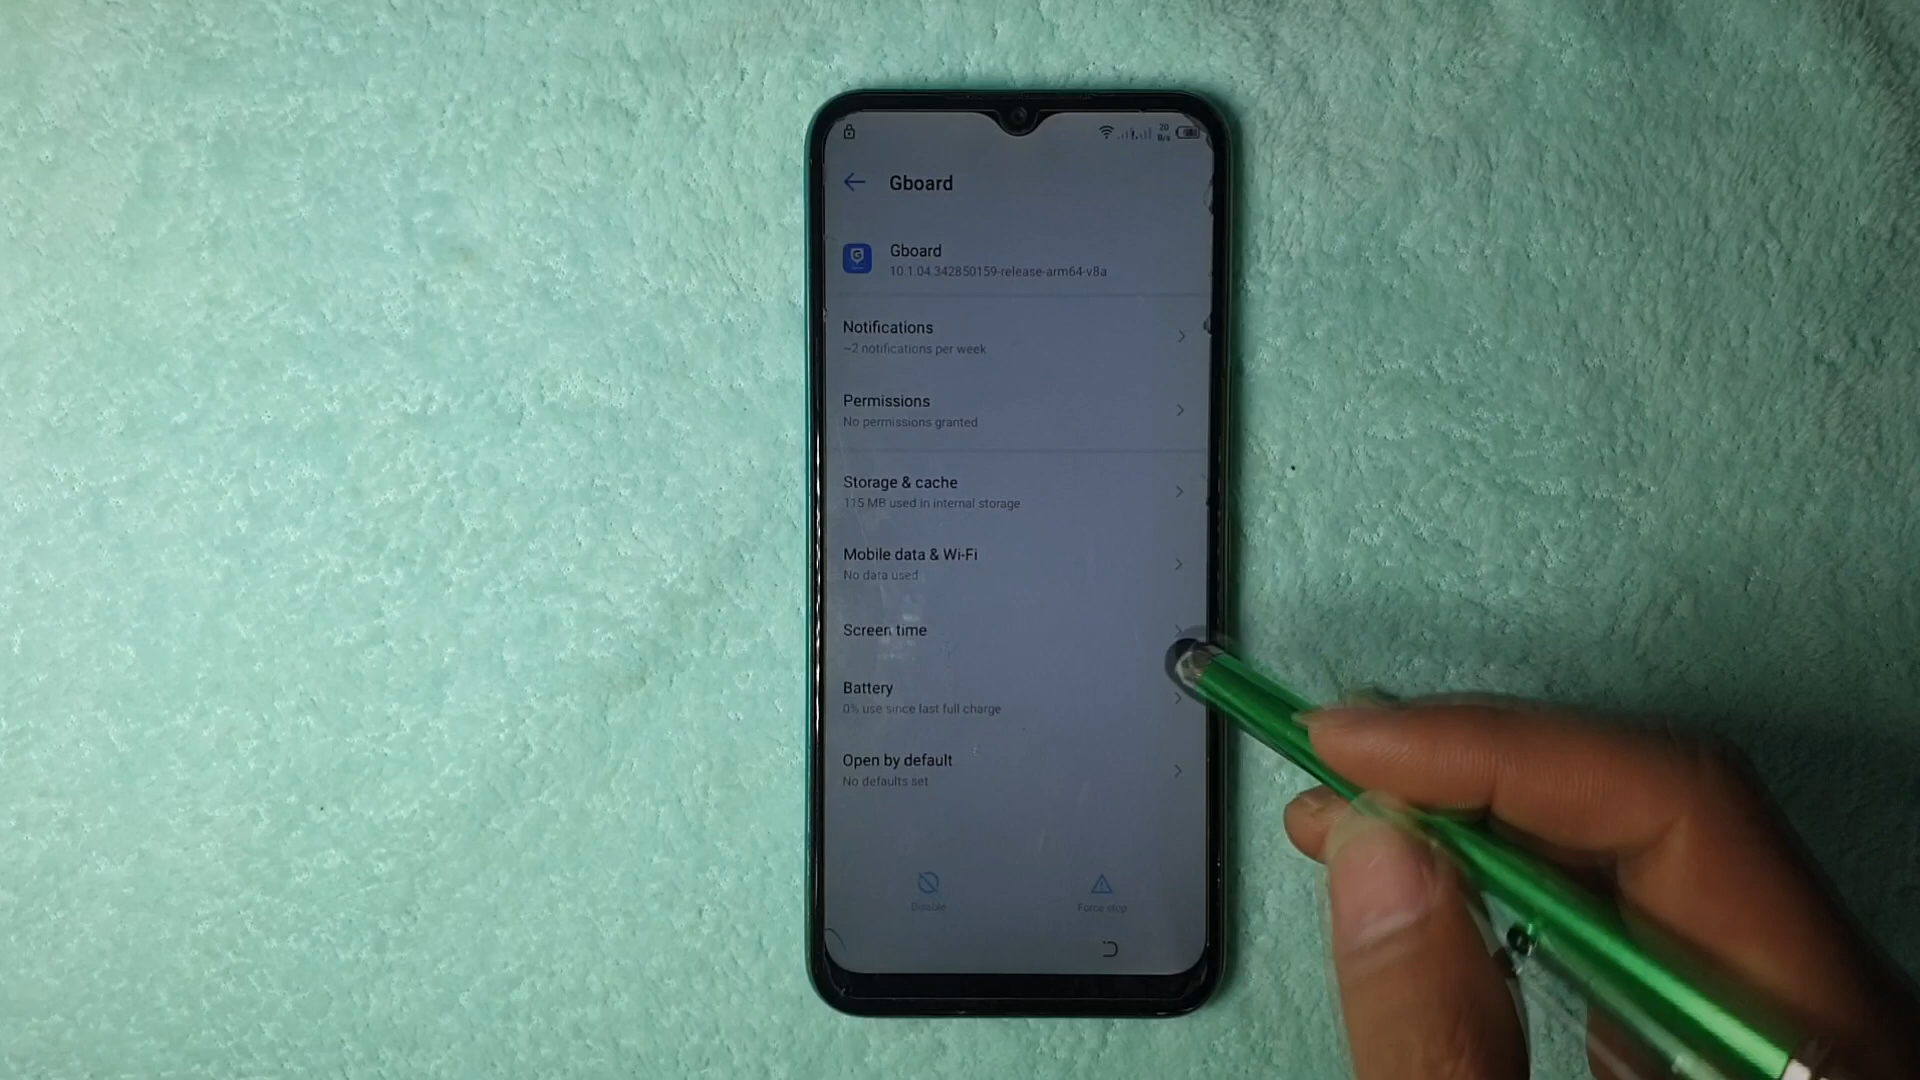 20
B/s
Gboard
Gboard
10.1.04.342850159-release-arm64-v8a
Notifications
~2 notifications per week
Permissions
No permissions granted
Storage & cache
115 MB used in internal storage
Mobile data & Wi-Fi
No data used
Screen time
Battery
0% use since last full charge
Open by default
No defaults set
Disable
Force stop